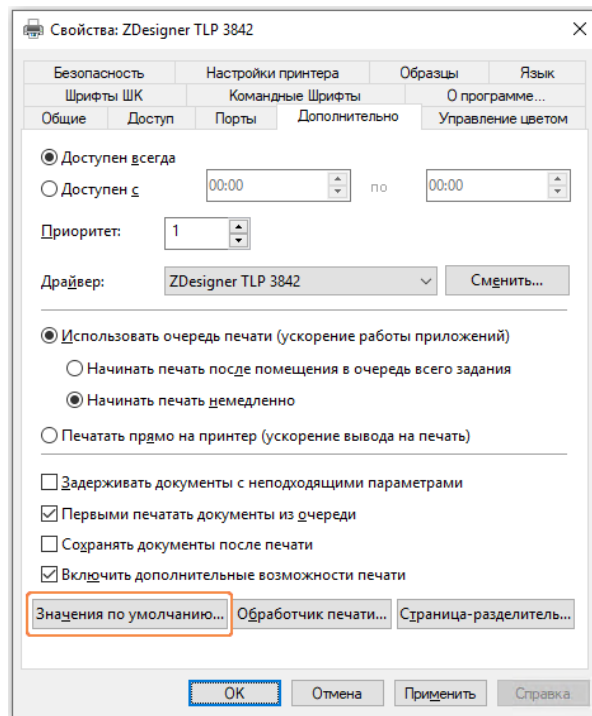 Свойства: ZDesigner TLP 3842
Безопасность Настройки принтера Образцы Язык
Шрифты ШК Командные Шрифты О программе...
Общие Доступ Порты Дополнительно Управление цветом
Доступен всегда
Доступен с 00:00 по 00:00
Приоритет: 1
Драйвер: ZDesigner TLP 3842 Сменить...
Использовать очередь печати (ускорение работы приложений)
Начинать печать после помещения в очередь всего задания
Начинать печать немедленно
Печатать прямо на принтер (ускорение вывода на печать)
Задерживать документы с неподходящими параметрами
Первыми печатать документы из очереди
Сохранять документы после печати
Включить дополнительные возможности печати
Значения по умолчанию... Обработчик печати... Страница-разделитель...
OK Отмена Применить Справка